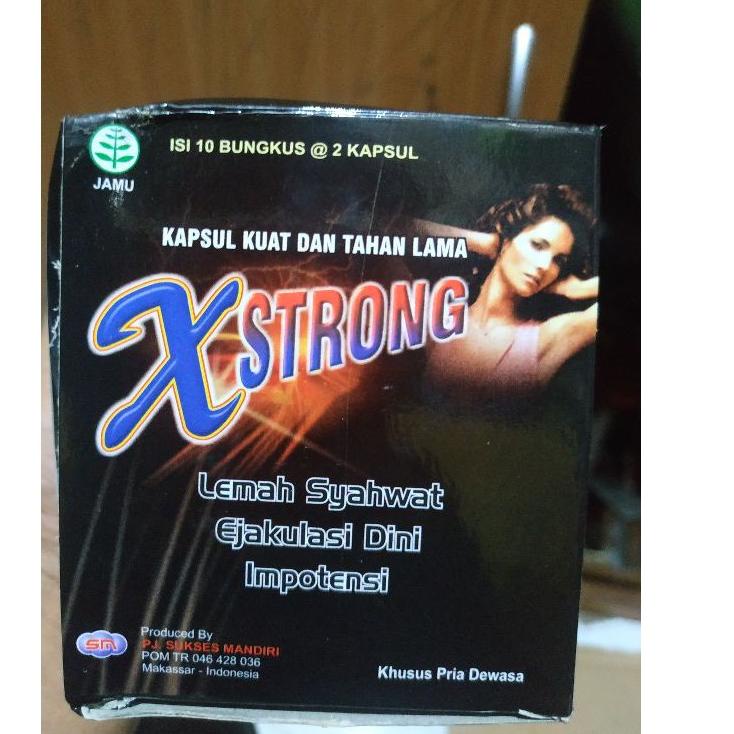 ISI 10 BUNGKUS @ 2 KAPSUL
JAMU
KAPSUL KUAT DAN TAHAN LAMA
XSTRONG
Lemah Syahwat
Ejakulasi Dini
Impotensi
SM
Produced By
PJ. SUKSES MANDIRI
POM TR 046 428 036
Makassar - Indonesia
Khusus Pria Dewasa